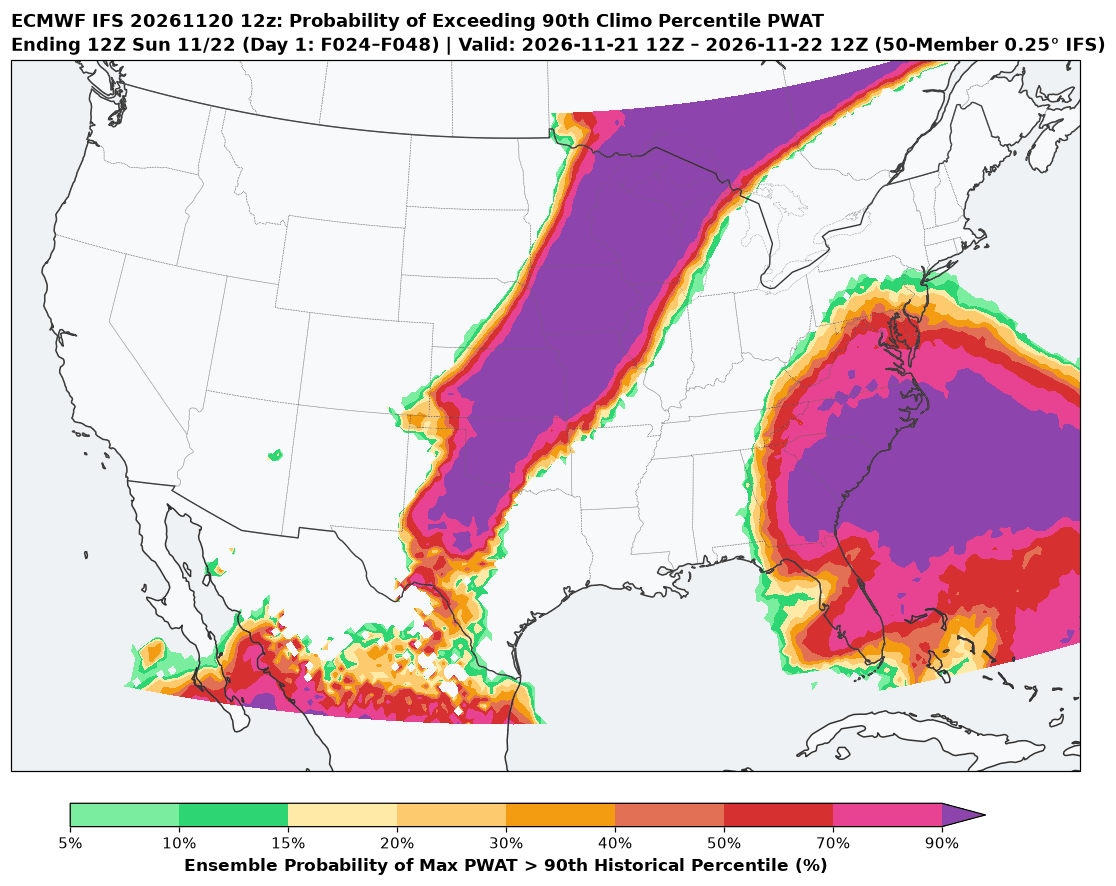 ECMWF IFS 20261120 12z: Probability of Exceeding 90th Climo Percentile PWAT
Ending 12Z Sun 11/22 (Day 1: F024–F048) | Valid: 2026-11-21 12Z – 2026-11-22 12Z (50-Member 0.25° IFS)
5% 10% 15% 20% 30% 40% 50% 70% 90%
Ensemble Probability of Max PWAT > 90th Historical Percentile (%)